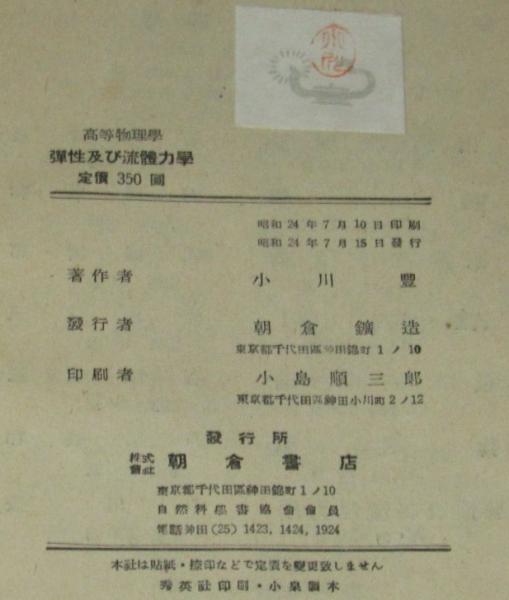 高等物理學
彈性及び流體力學
定價 350 圓
昭和 24 年 7 月 10 日 印 刷
昭和 24 年 7 月 15 日 發 行
著作者 小川豐
發行者 朝倉鑛造
東京都千代田區神田錦町 1 ノ 10
印刷者 小島順三郎
東京都千代田區神田小川町 2 ノ 12
發行所
株式會社 朝倉書店
東京都千代田區神田錦町 1 ノ 10
自然科學書協會會員
電話神田 (25) 1423, 1424, 1924
本社は貼紙・捺印などで定價を變更致しません
秀英社印刷・小泉製本